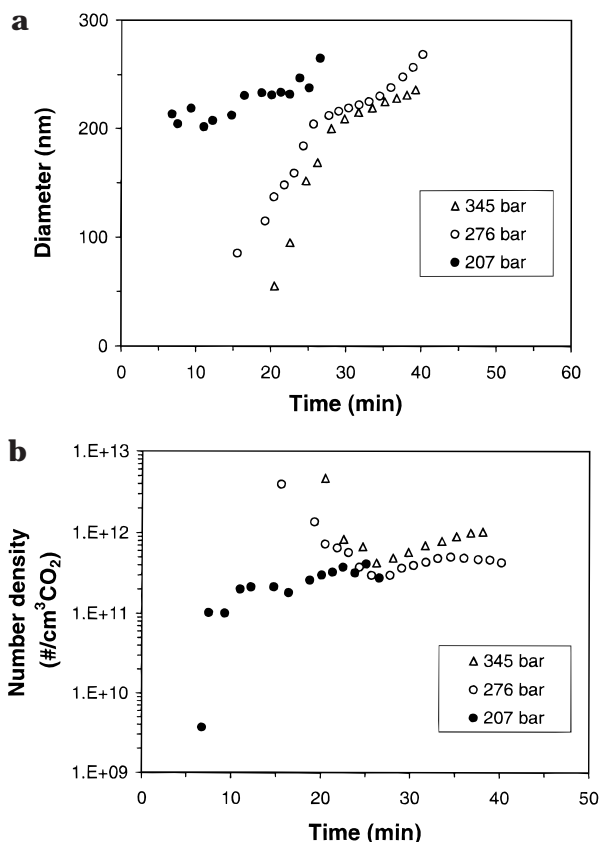 a
300
200
100
0
Diameter (nm)
345 bar
276 bar
207 bar
0 10 20 30 40 50 60
Time (min)
b
1.E+13
1.E+12
1.E+11
1.E+10
1.E+09
Number density
(#/cm³CO₂)
345 bar
276 bar
207 bar
0 10 20 30 40 50
Time (min)